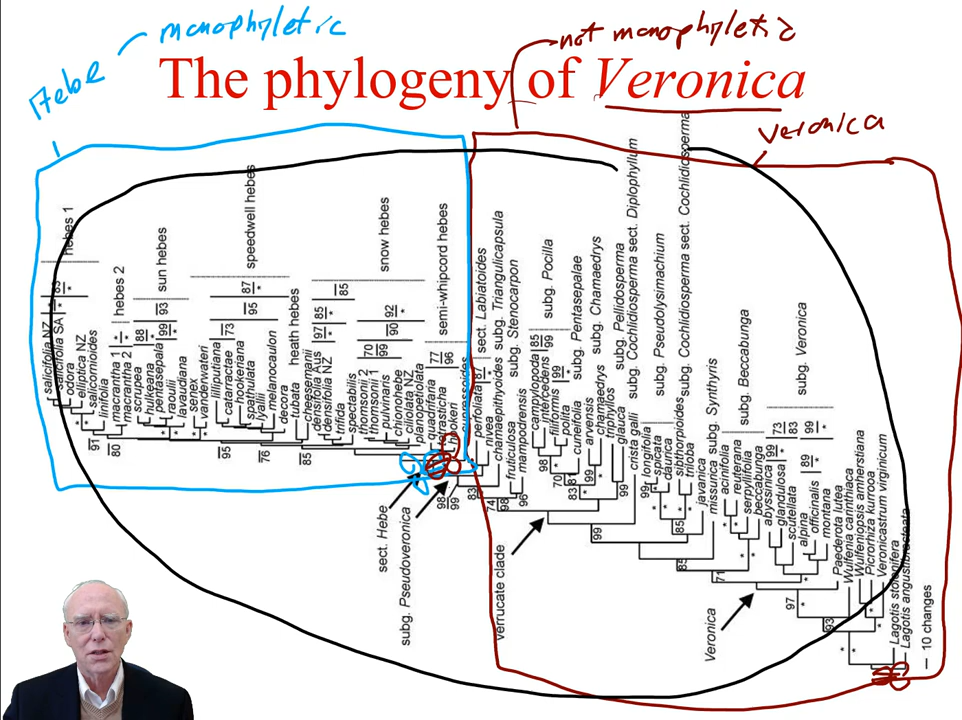 monophyletic
not monophyletic
Hebe
The phylogeny of Veronica
Veronica
hebes 1
hebes 2
sun hebes
speedwell hebes
heath hebes
snow hebes
semi-whipcord hebes
sect. Labiatoides
subg. Triangulicapsula
subg. Stenocarpon
subg. Pocilla
subg. Pentasepalae
subg. Chamaedrys
subg. Pellidosperma
subg. Cochlidiosperma sect. Diplophyllum
subg. Pseudolysimachium
subg. Cochlidiosperma sect. Cochlidiosperma
subg. Synthyris
subg. Beccabunga
subg. Veronica
salicifolia NZ
salicifolia SA
odora
elliptica NZ
salicornioides
linifolia
macrantha 1
macrantha 2
scrupea
hulkeana
pentasepala
raoulii
lavaudiana
senex
vanderwateri
lilliputiana
catarractae
hookeriana
spathulata
lyallii
melanocaulon
decora
tubata
densifolia Aus
densifolia NZ
trifida
spectabilis
thomsonii 2
thomsonii 1
pulvinaris
chionohebe
ciliolata NZ
planopetiolata
quadrifaria
perfoliata
nivea
chamaepithyoides
fruticulosa
mampodrensis
campylopoda
intercedens
filiformis
polita
cuneifolia
arvensis
chamaedrys
triphyllos
glauca
crista galli
longifolia
spicata
daurica
sibthorpioides
triloba
javanica
missurica
acinifolia
reuterana
serpyllifolia
beccabunga
abyssinica
glandulosa
scutellata
alpina
officinalis
montana
Paederota lutea
Wulfenia carinthiaca
Wulfeniopsis amherstiana
Picrorhiza kurrooa
Veronicastrum virginicum
Lagotis stolonifera
Lagotis angustibracteata
sect. Hebe
subg. Pseudoveronica
verrucate clade
Veronica
10 changes